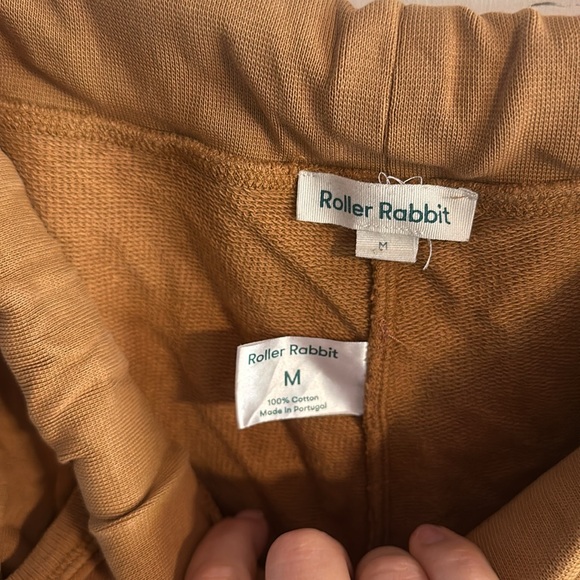 Roller Rabbit
M
Roller Rabbit
M
100% Cotton
Made in Portugal